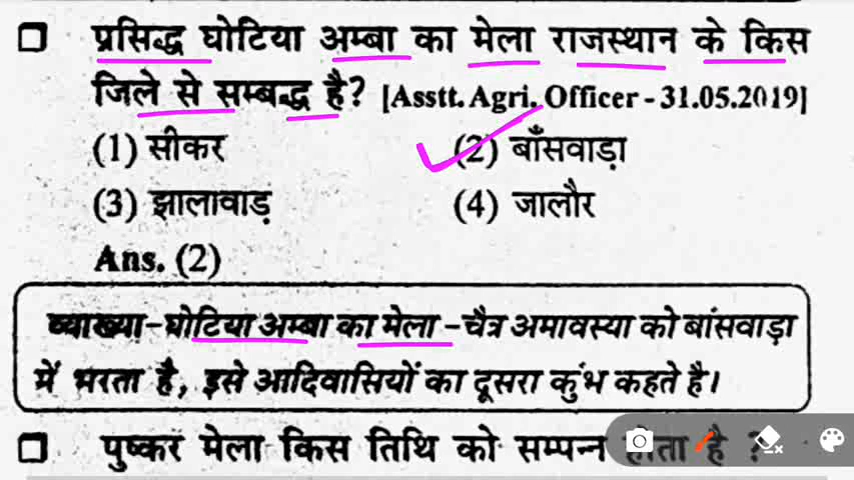 प्रसिद्ध घोटिया अम्बा का मेला राजस्थान के किस
जिले से सम्बद्ध है? [Asstt. Agri. Officer - 31.05.2019]
(1) सीकर (2) बाँसवाड़ा
(3) झालावाड़ (4) जालौर
Ans. (2)
व्याख्या-घोटिया अम्बा का मेला -चैत्र अमावस्या को बांसवाड़ा
में भरता है, इसे आदिवासियों का दूसरा कुंभ कहते है।
पुष्कर मेला किस तिथि को सम्पन्न होता है ?